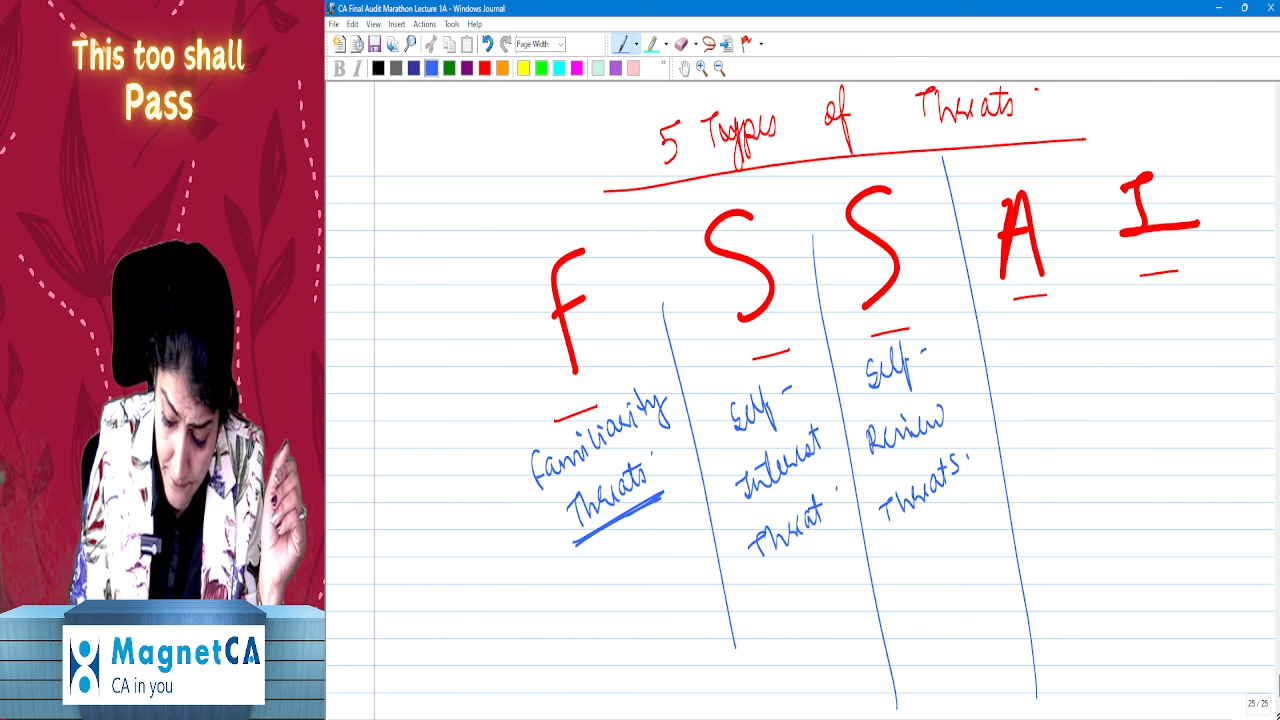 This too shall
Pass
MagnetCA
CA in you
CA Final Audit Marathon Lecture 1A - Windows Journal
File Edit View Insert Actions Tools Help
Page Width
B I
5 Types of Threats
F S S A I
Familiarity
Threats
Self-
Interest
Threat
Self-
Review
Threats.
25 / 25